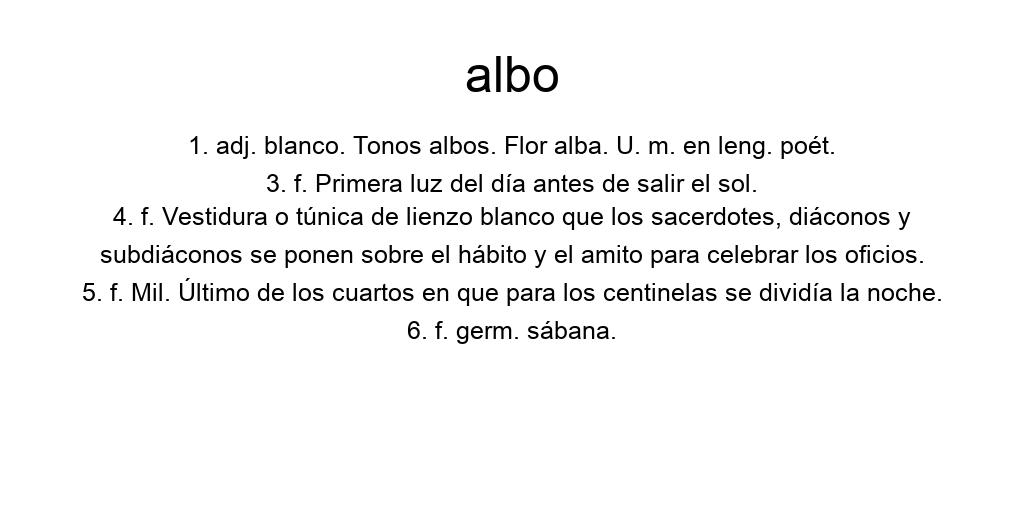 albo
1. adj. blanco. Tonos albos. Flor alba. U. m. en leng. poét.
3. f. Primera luz del día antes de salir el sol.
4. f. Vestidura o túnica de lienzo blanco que los sacerdotes, diáconos y
subdiáconos se ponen sobre el hábito y el amito para celebrar los oficios.
5. f. Mil. Último de los cuartos en que para los centinelas se dividía la noche.
6. f. germ. sábana.